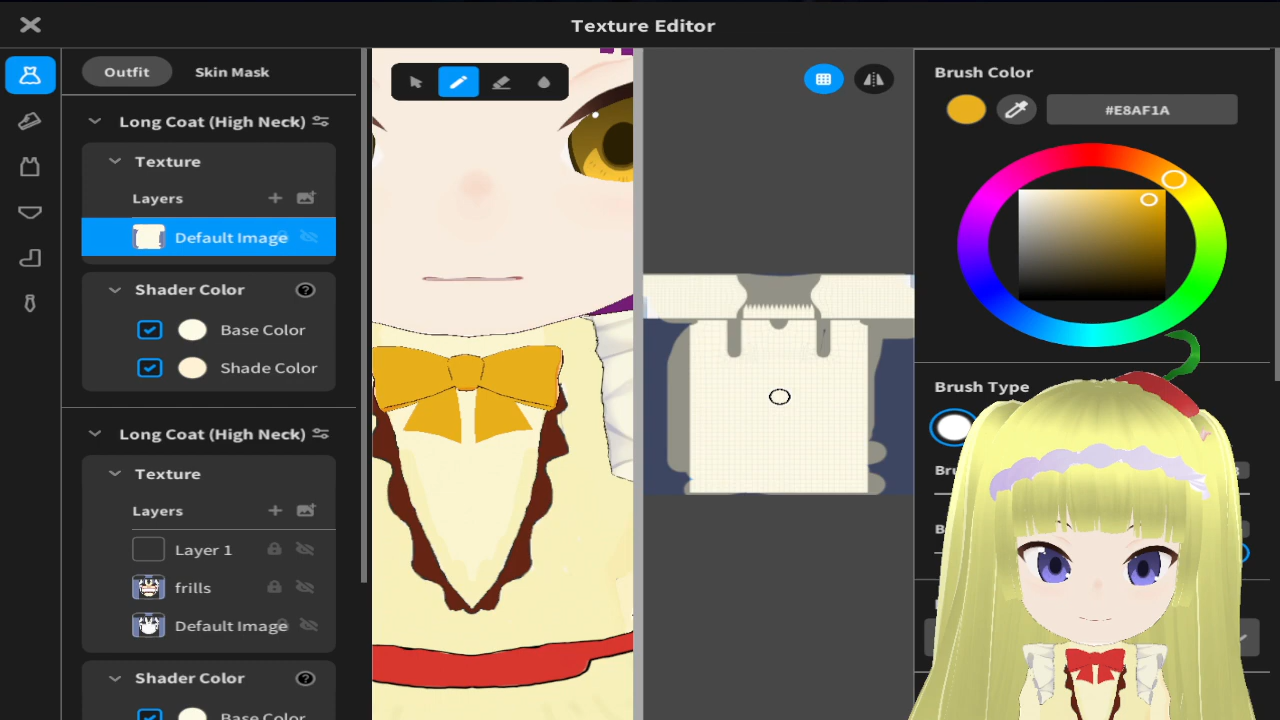 Texture Editor
Outfit
Skin Mask
Long Coat (High Neck)
Texture
Layers
Default Image
Shader Color
Base Color
Shade Color
Long Coat (High Neck)
Texture
Layers
Layer 1
frills
Default Image
Shader Color
Base Color
Brush Color
#E8AF1A
Brush Type